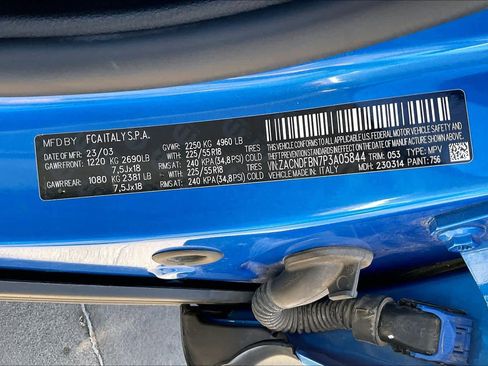 MFD BY FCA ITALY S.P.A.
DATE: 23/03 GVWR: 2250 KG 4960 LB
GAWR FRONT: 1220 KG 2690LB WITH TIRES: 225/55R18
7,5Jx18 RIMS AT: 240 KPA(34,8PSI) COLD
GAWR REAR: 1080 KG 2381 LB WITH TIRES: 225/55R18
7,5Jx18 RIMS AT: 240 KPA(34,8PSI) COLD
THIS VEHICLE CONFORMS TO ALL APPLICABLE U.S.FEDERAL MOTOR VEHICLE SAFETY,
BUMPER AND THEFT PREVENTION STANDARDS IN EFFECT ON THE DATE OF MANUFACTURE SHOWN ABOVE
VIN:ZACNDFBN7P3A05844 TRIM: 053 TYPE: MPV
VEHICLE MADE IN: ITALY MDH: 230314 PAINT:756